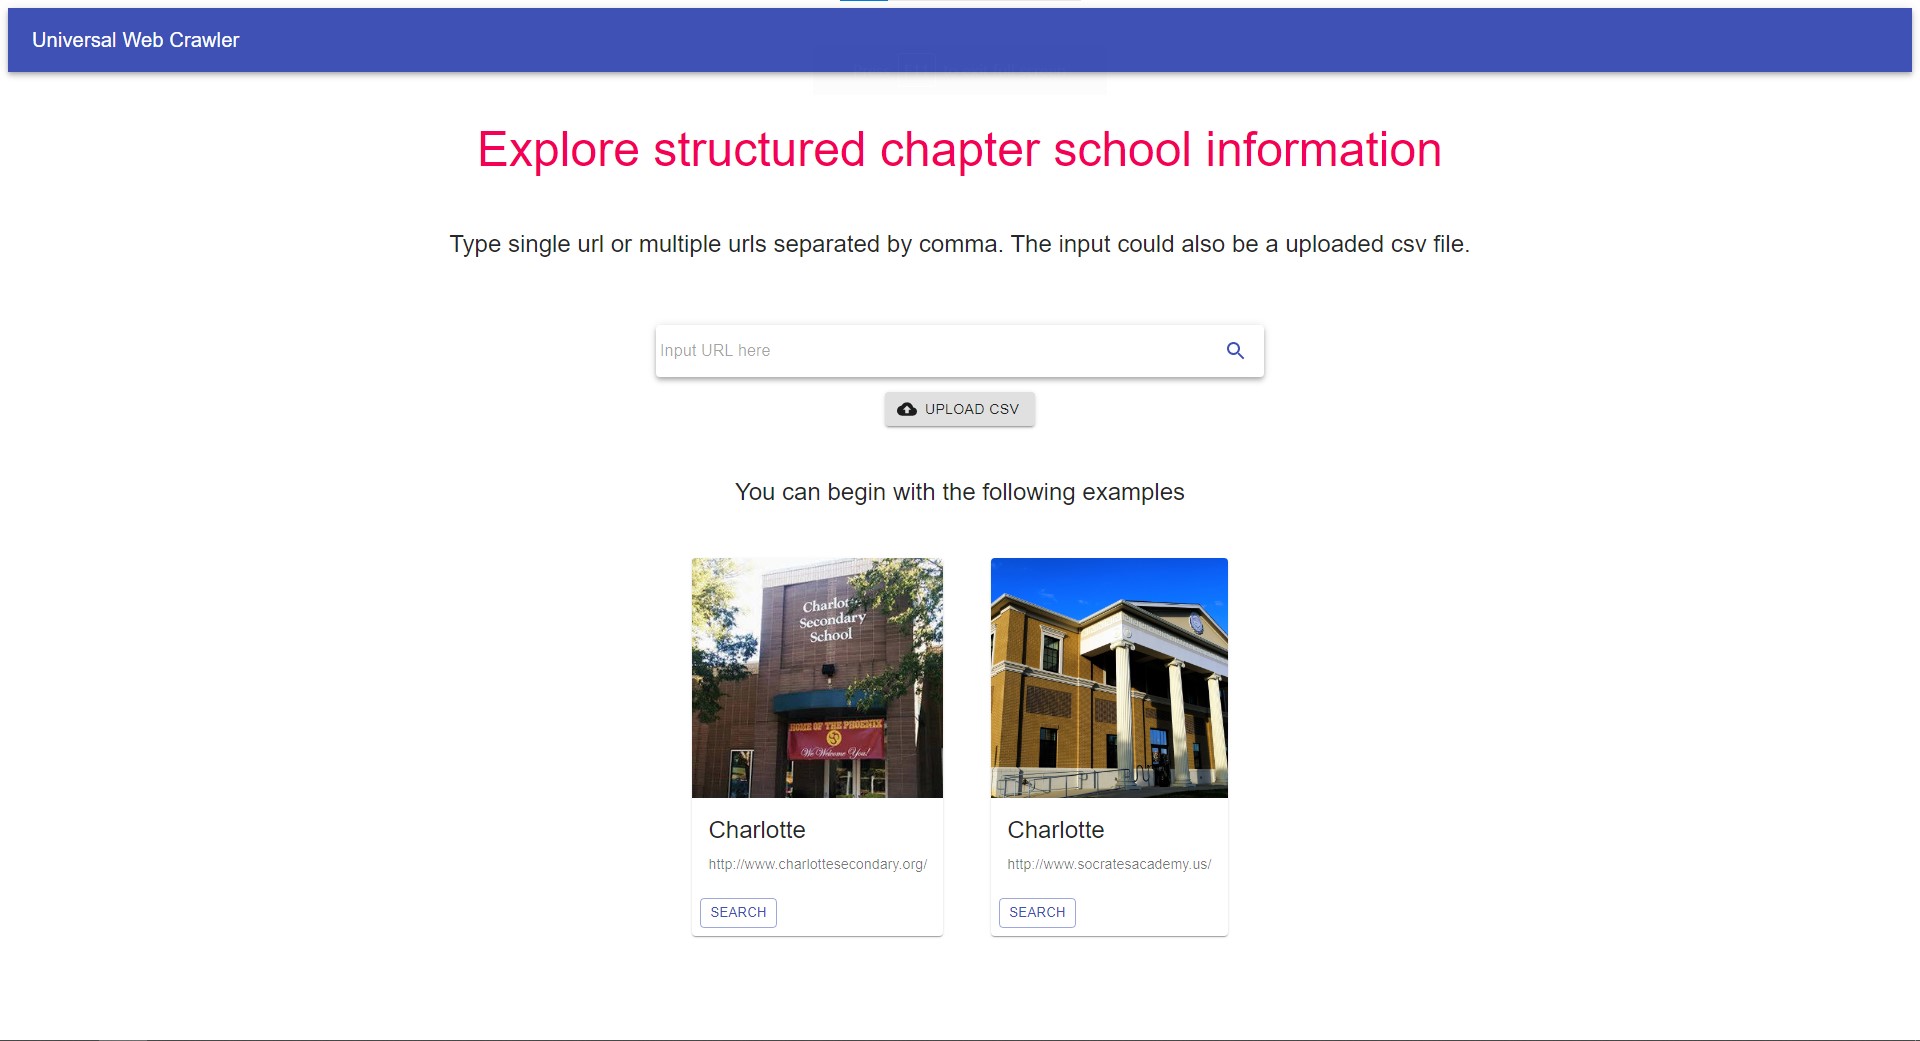 Universal Web Crawler
Explore structured chapter school information
Type single url or multiple urls separated by comma. The input could also be a uploaded csv file.
Input URL here
UPLOAD CSV
You can begin with the following examples
Charlotte
Secondary
School
HOME OF THE PHOENIX
We Welcome You!
Charlotte
http://www.charlottesecondary.org/
SEARCH
Charlotte
http://www.socratesacademy.us/
SEARCH